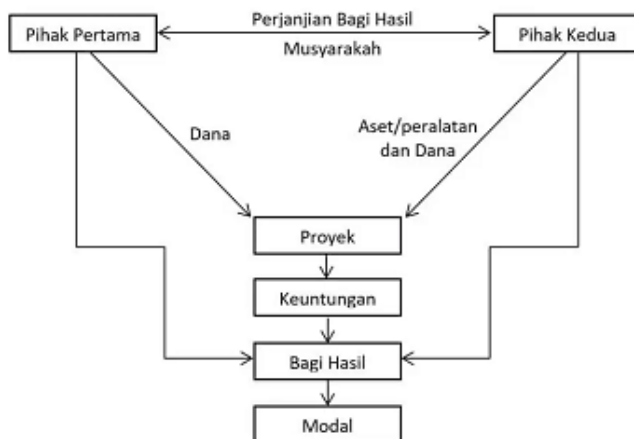 Perjanjian Bagi Hasil
Pihak Pertama
Pihak Kedua
Musyarakah
Dana
Aset/peralatan
dan Dana
Proyek
Keuntungan
Bagi Hasil
Modal